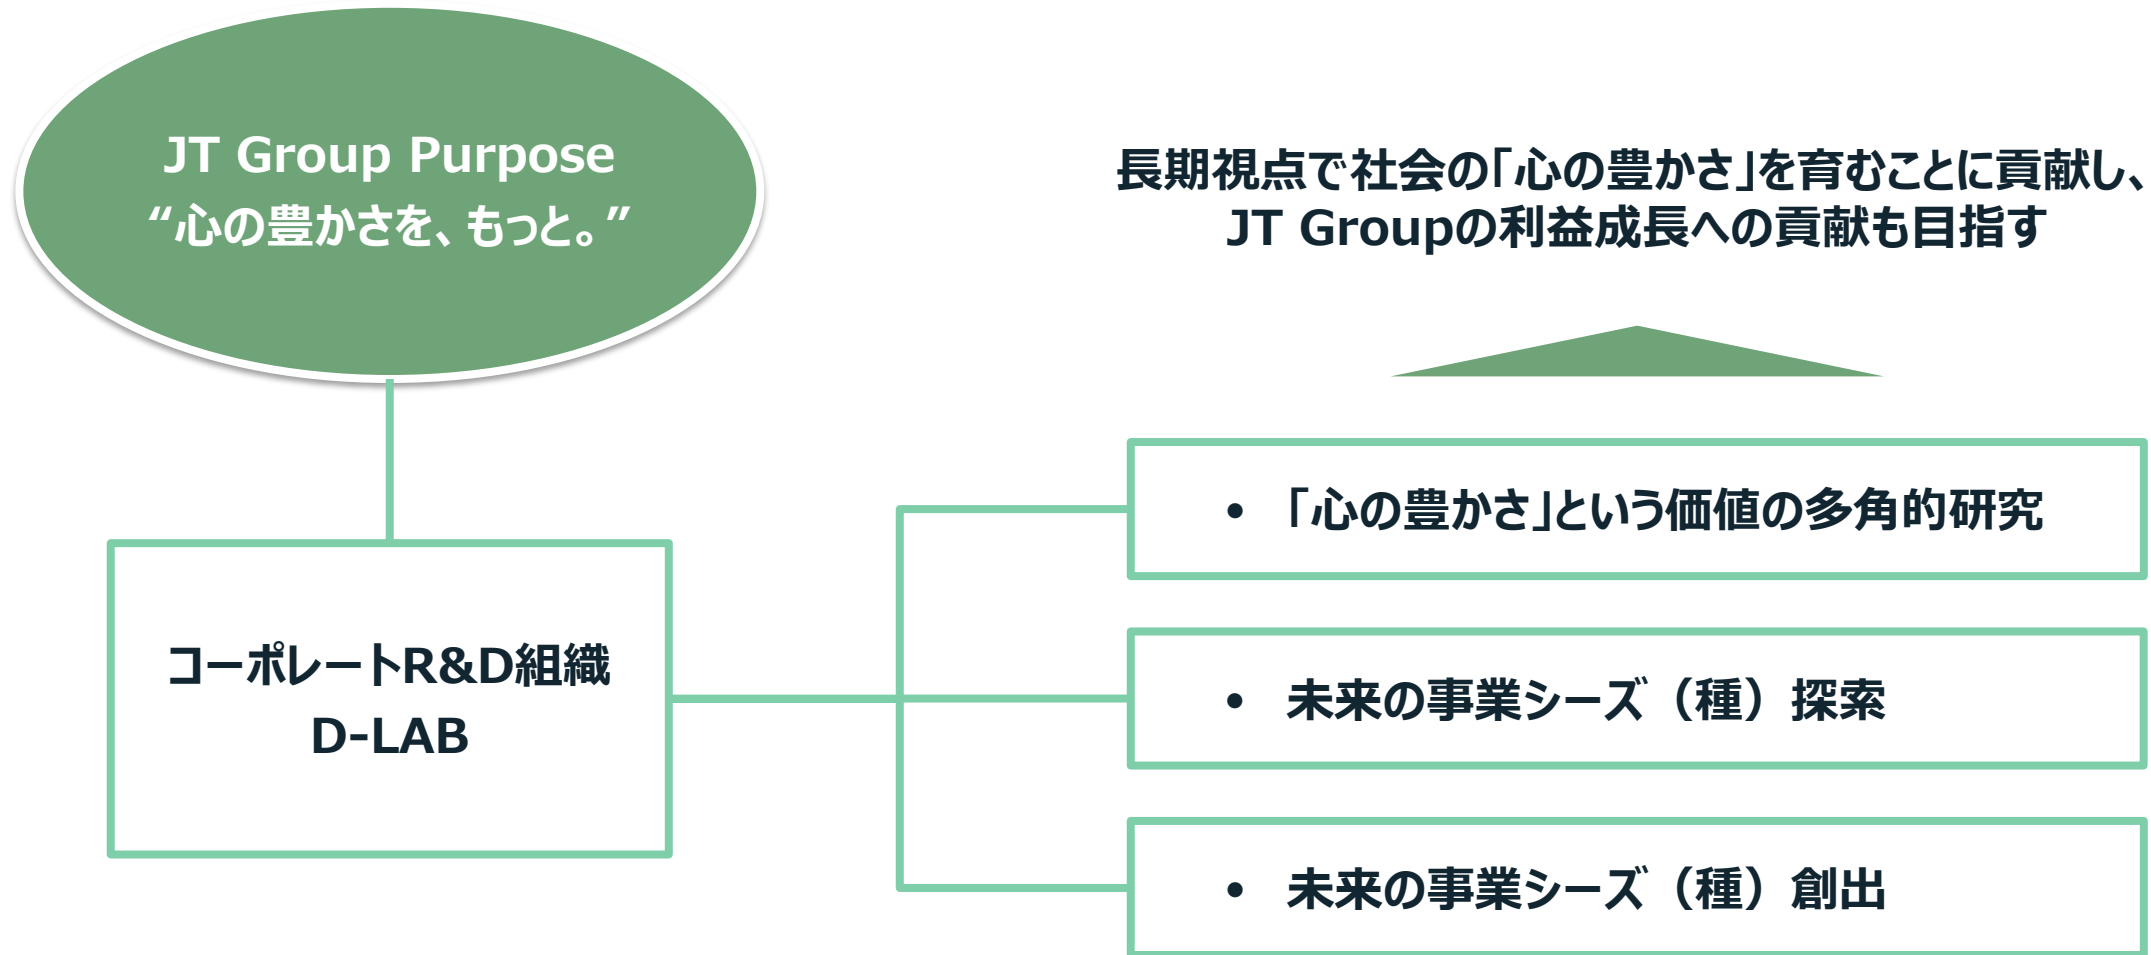 JT Group Purpose
“心の豊かさを、もっと。”
長期視点で社会の「心の豊かさ」を育むことに貢献し、
JT Groupの利益成長への貢献も目指す
コーポレートR&D組織
D-LAB
• 「心の豊かさ」という価値の多角的研究
• 未来の事業シーズ（種）探索
• 未来の事業シーズ（種）創出